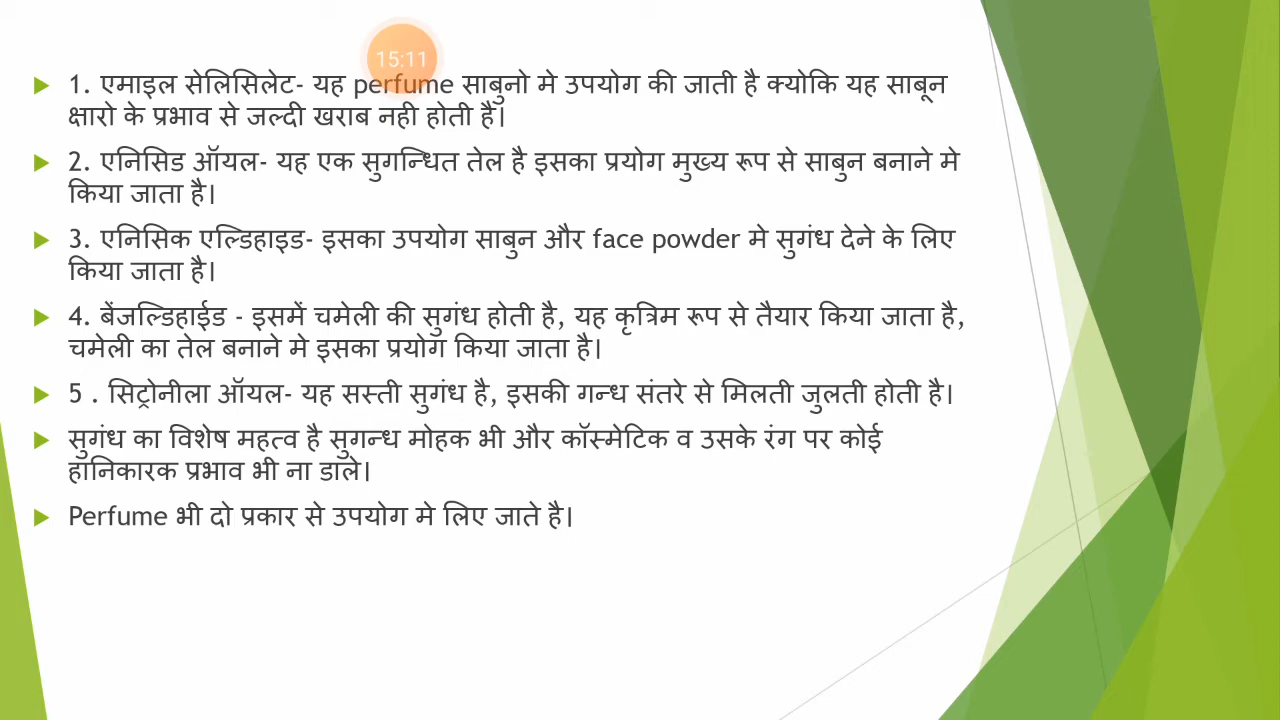 15:11
1. एमाइल सेलिसिलेट- यह perfume साबुनो मे उपयोग की जाती है क्योकि यह साबून
क्षारो के प्रभाव से जल्दी खराब नही होती है।
2. एनिसिड ऑयल- यह एक सुगन्धित तेल है इसका प्रयोग मुख्य रूप से साबुन बनाने मे
किया जाता है।
3. एनिसिक एल्डिहाइड- इसका उपयोग साबुन और face powder मे सुगंध देने के लिए
किया जाता है।
4. बेंजल्डिहाईड - इसमें चमेली की सुगंध होती है, यह कृत्रिम रूप से तैयार किया जाता है,
चमेली का तेल बनाने मे इसका प्रयोग किया जाता है।
5 . सिट्रोनीला ऑयल- यह सस्ती सुगंध है, इसकी गन्ध संतरे से मिलती जुलती होती है।
सुगंध का विशेष महत्व है सुगन्ध मोहक भी और कॉस्मेटिक व उसके रंग पर कोई
हानिकारक प्रभाव भी ना डाले।
Perfume भी दो प्रकार से उपयोग मे लिए जाते है।